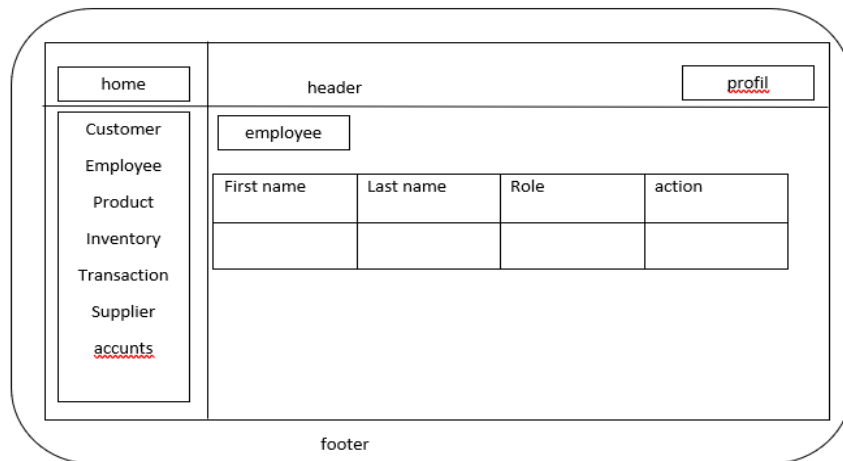 home
header
profil
Customer
Employee
Product
Inventory
Transaction
Supplier
accunts
employee
First name Last name Role action
footer